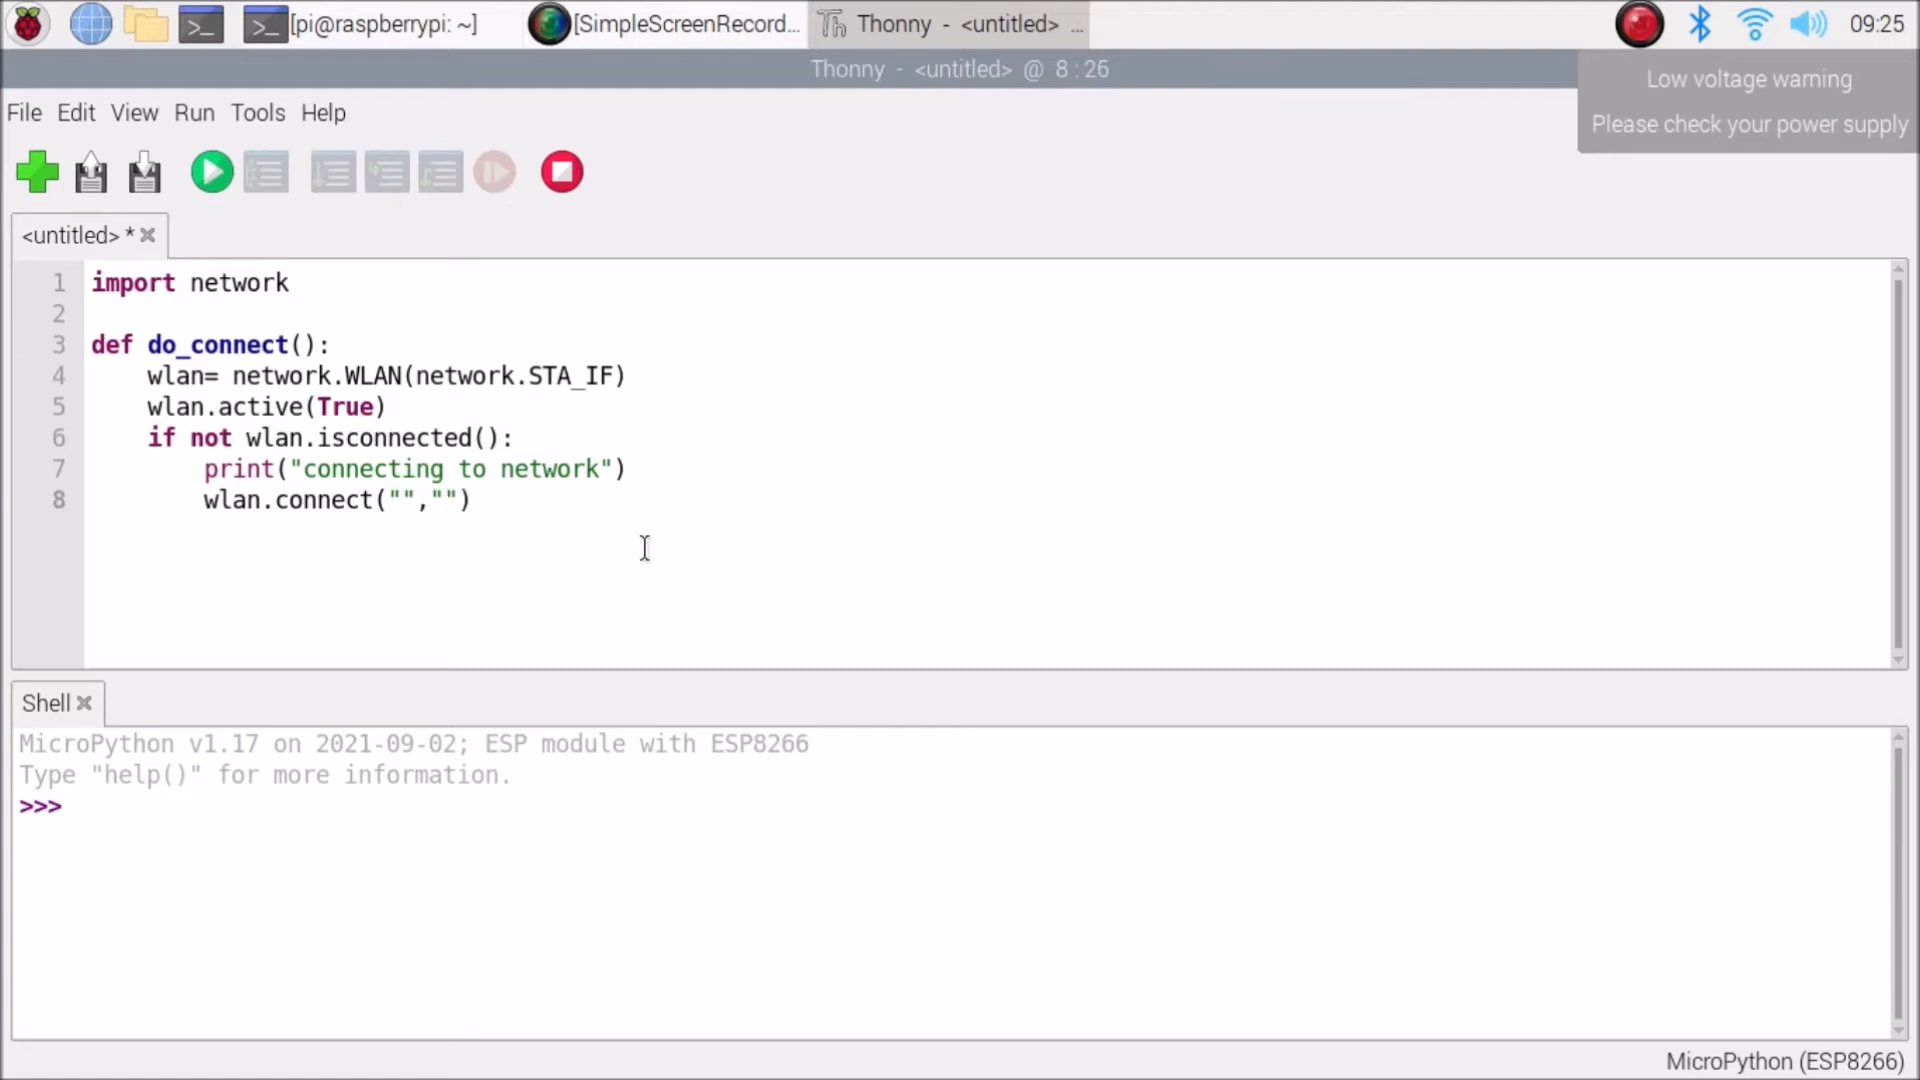 [pi@raspberrypi: ~]
[SimpleScreenRecord...
Thonny - <untitled> ...
09:25
Thonny - <untitled> @ 8:26
Low voltage warning
Please check your power supply
File Edit View Run Tools Help
<untitled> *
1 import network
2
3 def do_connect():
4     wlan= network.WLAN(network.STA_IF)
5     wlan.active(True)
6     if not wlan.isconnected():
7         print("connecting to network")
8         wlan.connect("","")
Shell
MicroPython v1.17 on 2021-09-02; ESP module with ESP8266
Type "help()" for more information.
>>>
MicroPython (ESP8266)